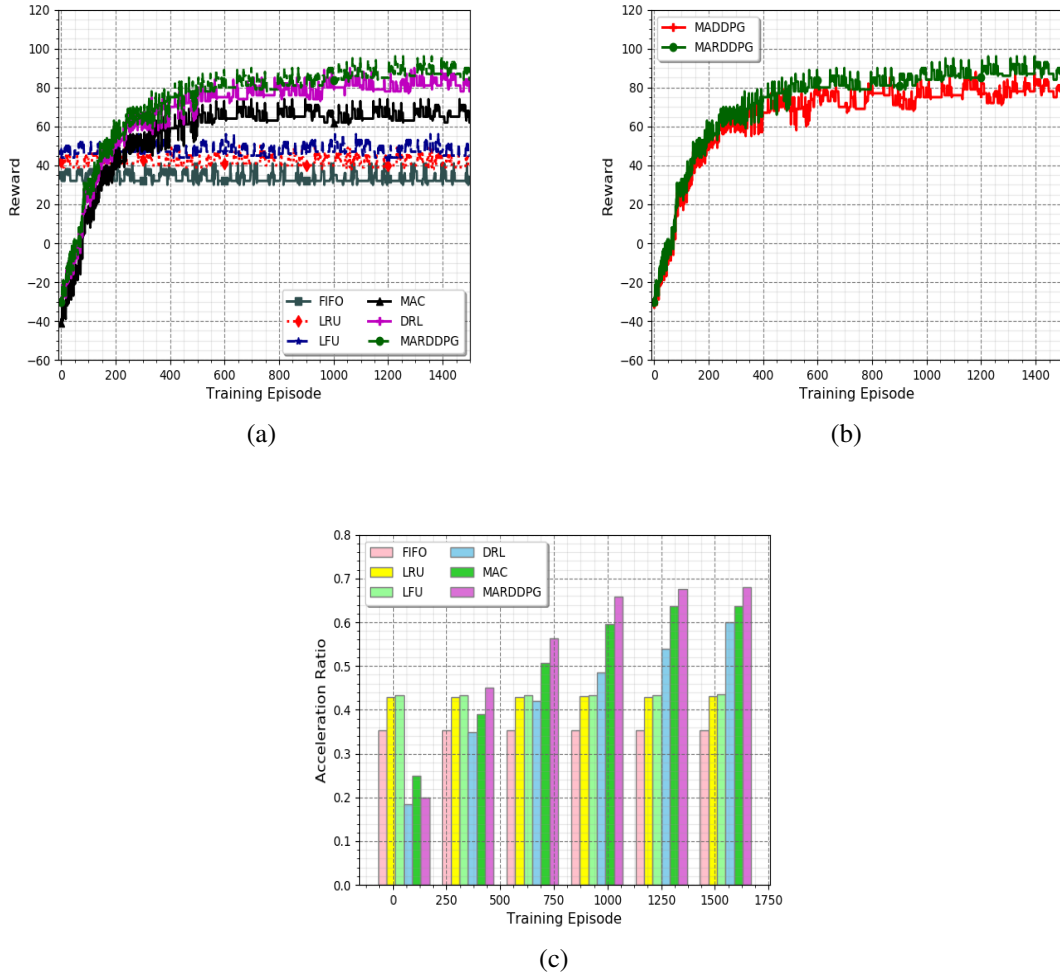 120
100
80
60
40
20
0
−20
−40
−60
Reward
FIFO
LRU
LFU
MAC
DRL
MARDDPG
0 200 400 600 800 1000 1200 1400
Training Episode
(a)
120
100
80
60
40
20
0
−20
−40
−60
Reward
MADDPG
MARDDPG
0 200 400 600 800 1000 1200 1400
Training Episode
(b)
0.8
0.7
0.6
0.5
0.4
0.3
0.2
0.1
0.0
Acceleration Ratio
FIFO
LRU
LFU
DRL
MAC
MARDDPG
0 250 500 750 1000 1250 1500 1750
Training Episode
(c)